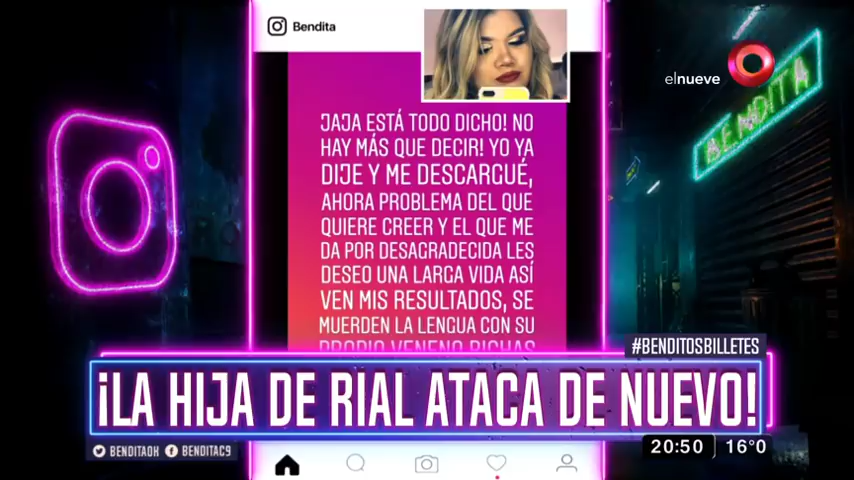 Bendita
elnueve
BENDITA
JAJA ESTÁ TODO DICHO! NO
HAY MÁS QUE DECIR! YO YA
DIJE Y ME DESCARGUÉ,
AHORA PROBLEMA DEL QUE
QUIERE CREER Y EL QUE ME
DA POR DESAGRADECIDA LES
DESEO UNA LARGA VIDA ASÍ
VEN MIS RESULTADOS, SE
MUERDEN LA LENGUA CON SU
PROPIO VENENO BICHAS
#BENDITOSBILLETES
¡LA HIJA DE RIAL ATACA DE NUEVO!
BENDITAOK BENDITAC9
20:50 16°0